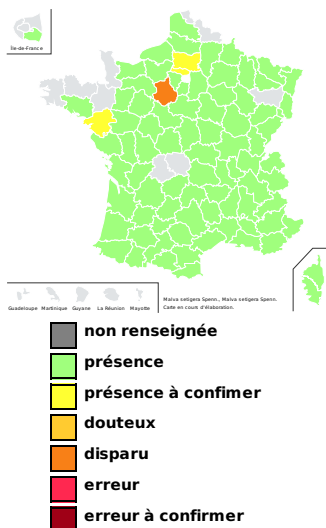 Île-de-France
Guadeloupe Martinique Guyane La Réunion Mayotte
Malva setigera Spenn., Malva setigera Spenn.
Carte en cours d'élaboration.
non renseignée
présence
présence à confimer
douteux
disparu
erreur
erreur à confirmer